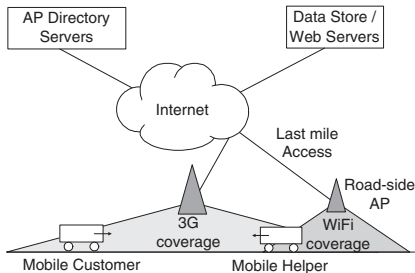 AP Directory
Servers
Data Store /
Web Servers
Internet
Last mile
Access
Road-side
AP
3G
coverage
WiFi
coverage
Mobile Customer
Mobile Helper